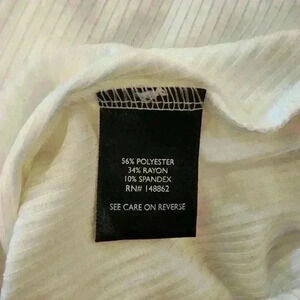 56% POLYESTER
34% RAYON
10% SPANDEX
RN# 148862
SEE CARE ON REVERSE